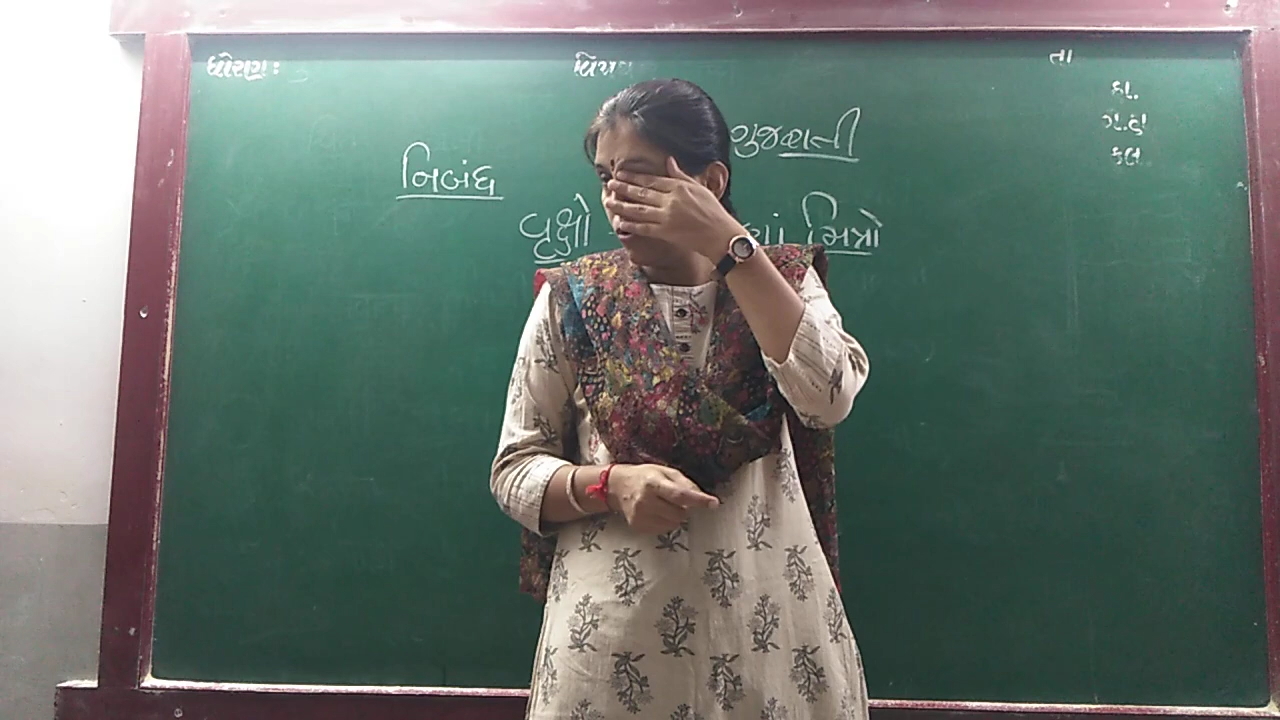 ધોરણ :
વિષય
તા
ક્રા.
ગે.હા
કુલ
ગુજરાતી
નિબંધ
વૃક્ષો - મિત્રો